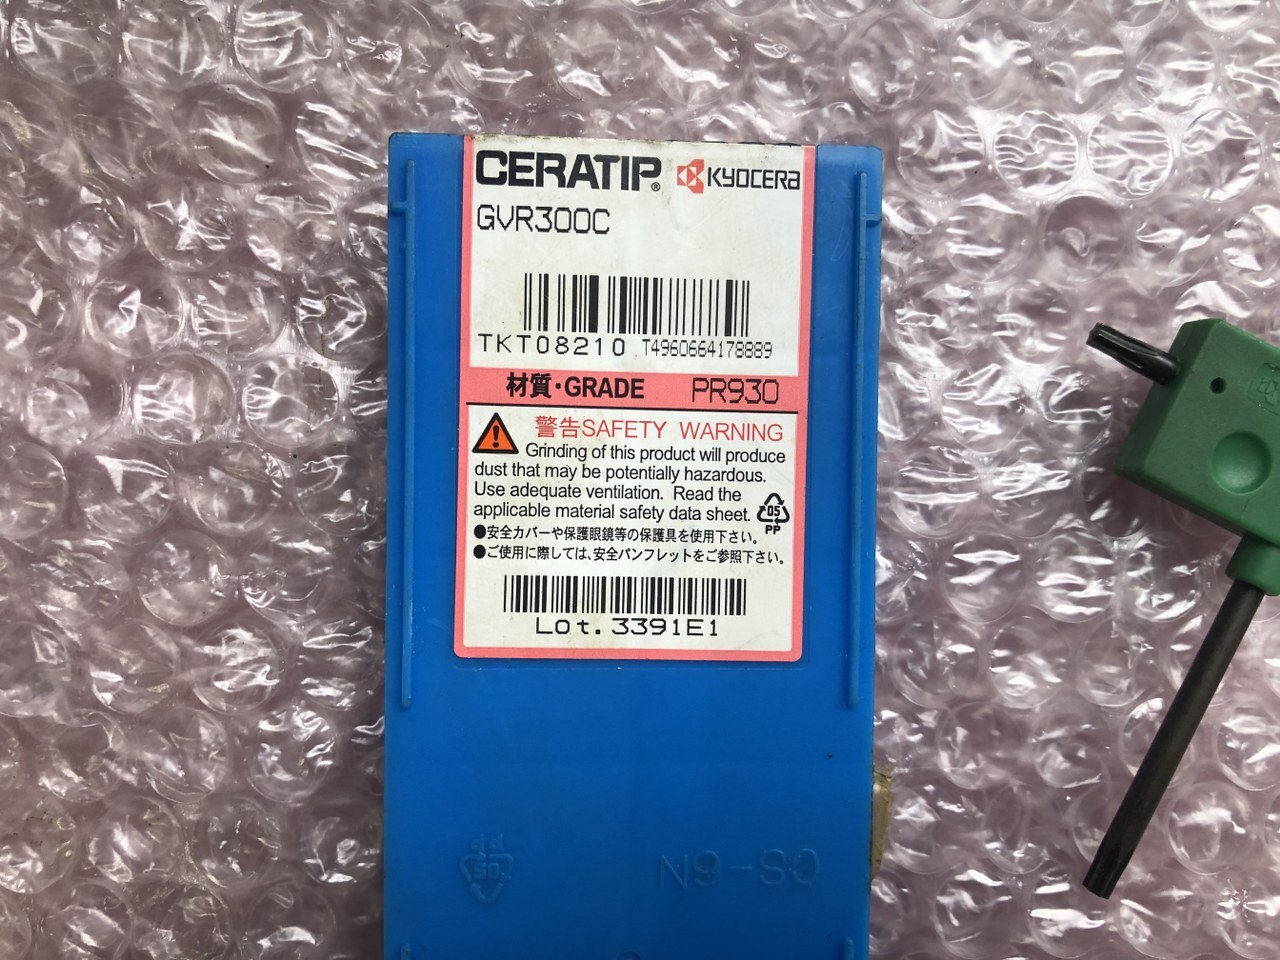 CERATIP® KYOCERA
GVR300C
TKT08210 T4960664178889
材質・GRADE PR930
警告SAFETY WARNING
Grinding of this product will produce
dust that may be potentially hazardous.
Use adequate ventilation. Read the
applicable material safety data sheet.
05
PP
●安全カバーや保護眼鏡等の保護具を使用下さい。
●ご使用に際しては、安全パンフレットをご参照下さい。
Lot. 3391E1
PP
05